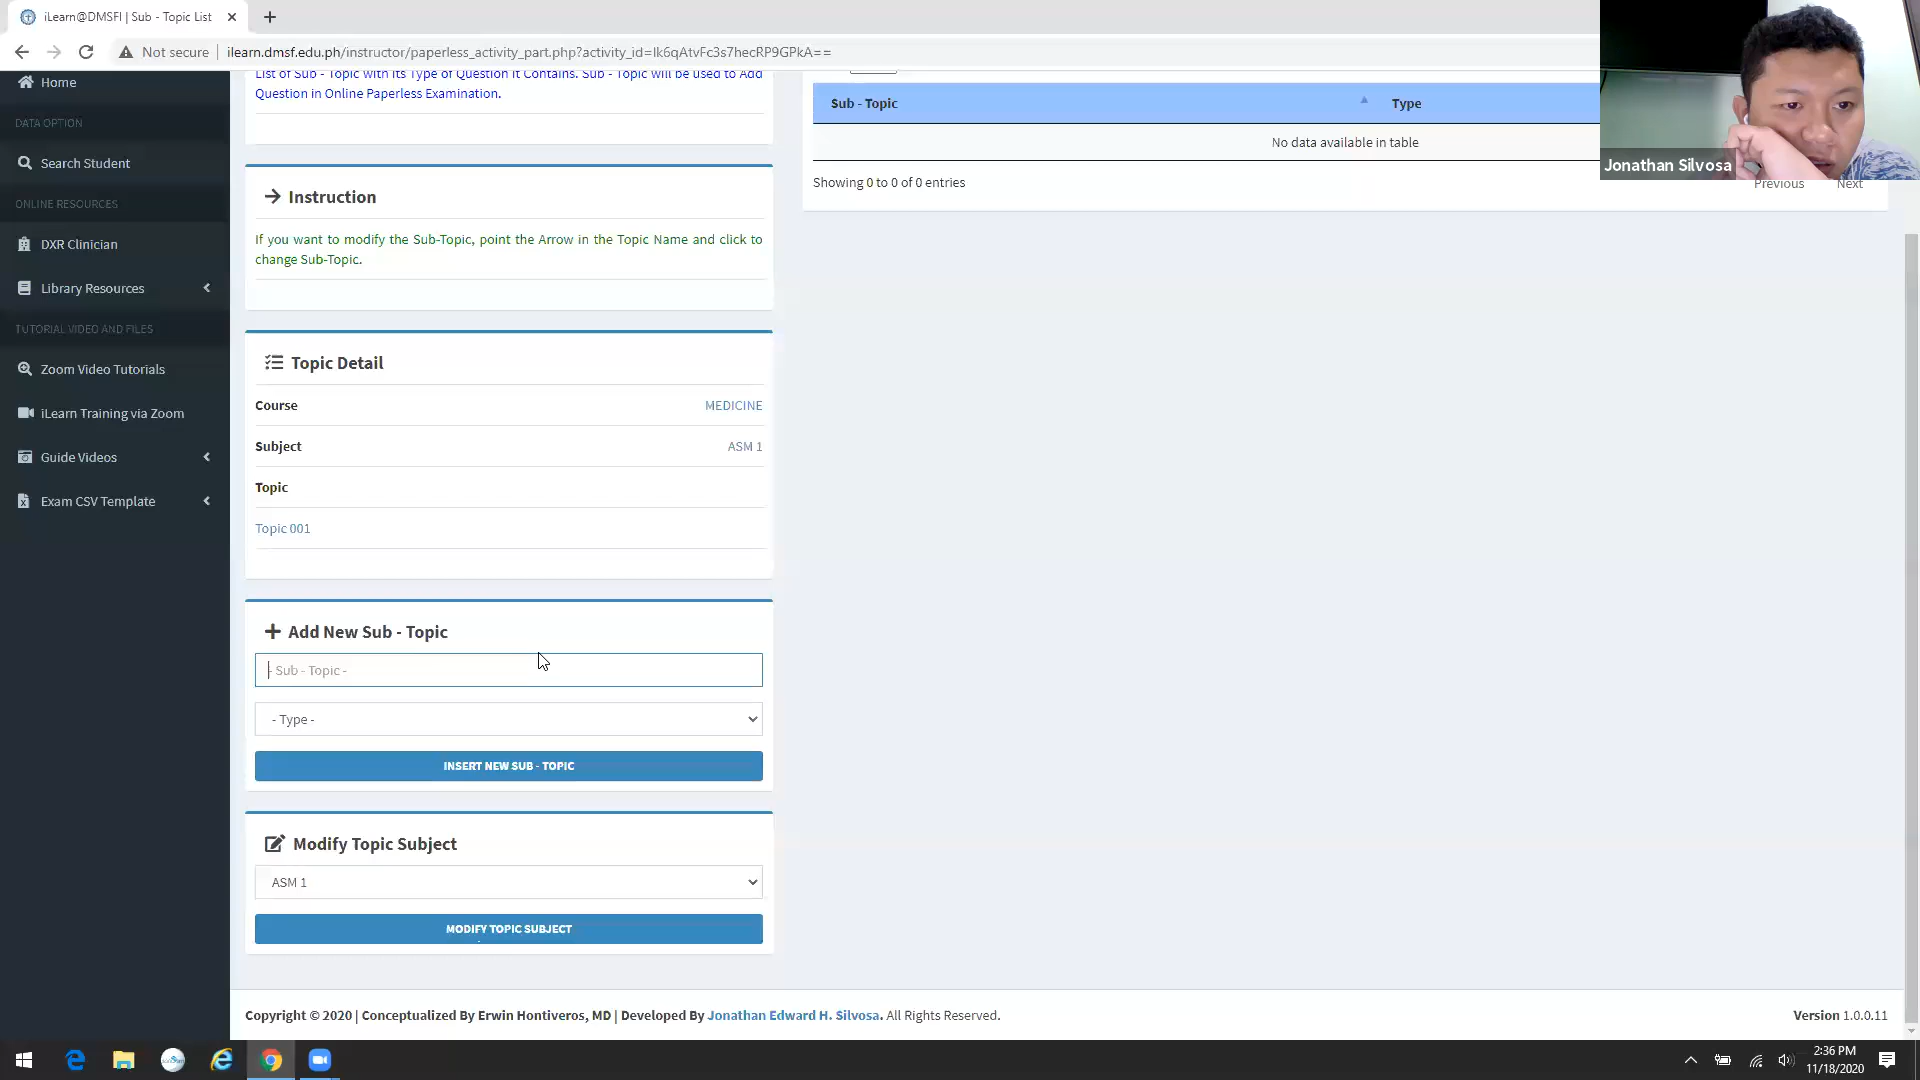 iLearn@DMSFI | Sub - Topic List
Not secure
ilearn.dmsf.edu.ph/instructor/paperless_activity_part.php?activity_id=Ik6qAtvFc3s7hecRP9GPkA==
Home
DATA OPTION
Search Student
ONLINE RESOURCES
DXR Clinician
Library Resources
TUTORIAL VIDEO AND FILES
Zoom Video Tutorials
iLearn Training via Zoom
Guide Videos
Exam CSV Template
List of Sub - Topic with its Type of Question it Contains. Sub - Topic will be used to Add
Question in Online Paperless Examination.
Instruction
If you want to modify the Sub-Topic, point the Arrow in the Topic Name and click to
change Sub-Topic.
Topic Detail
Course MEDICINE
Subject ASM 1
Topic
Topic 001
Add New Sub - Topic
- Sub - Topic -
- Type -
INSERT NEW SUB - TOPIC
Modify Topic Subject
ASM 1
MODIFY TOPIC SUBJECT
Sub - Topic Type
No data available in table
Showing 0 to 0 of 0 entries
Previous Next
Jonathan Silvosa
Copyright © 2020 | Conceptualized By Erwin Hontiveros, MD | Developed By Jonathan Edward H. Silvosa. All Rights Reserved.
Version 1.0.0.11
2:36 PM
11/18/2020